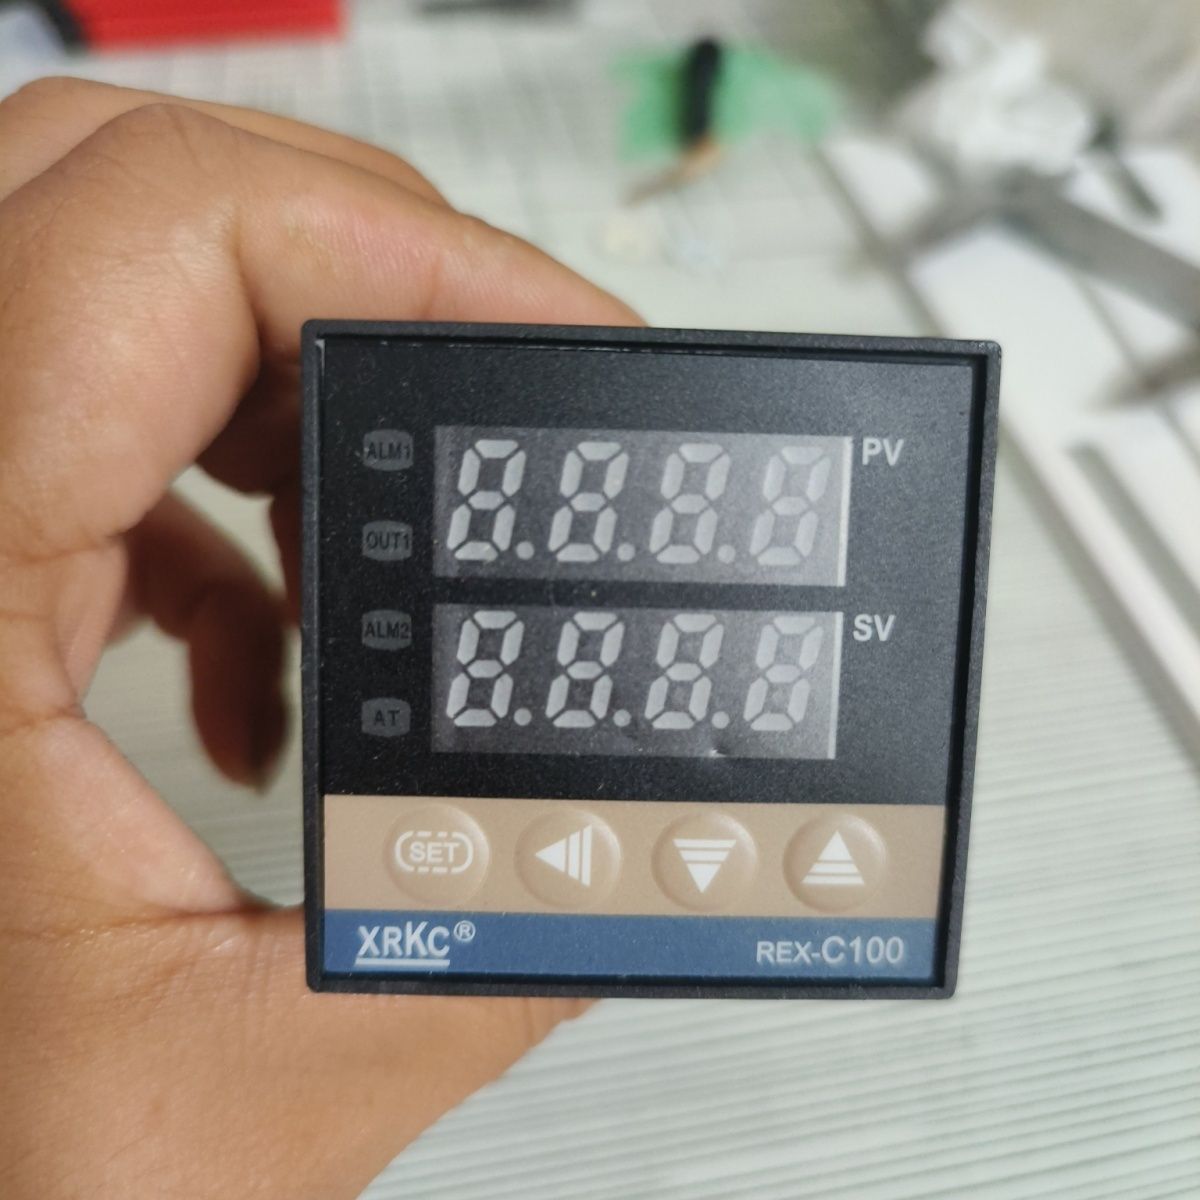 ALM1
8.8.8.8
PV
OUT1
ALM2
8.8.8.8
SV
AT
SET
XRKC®
REX-C100